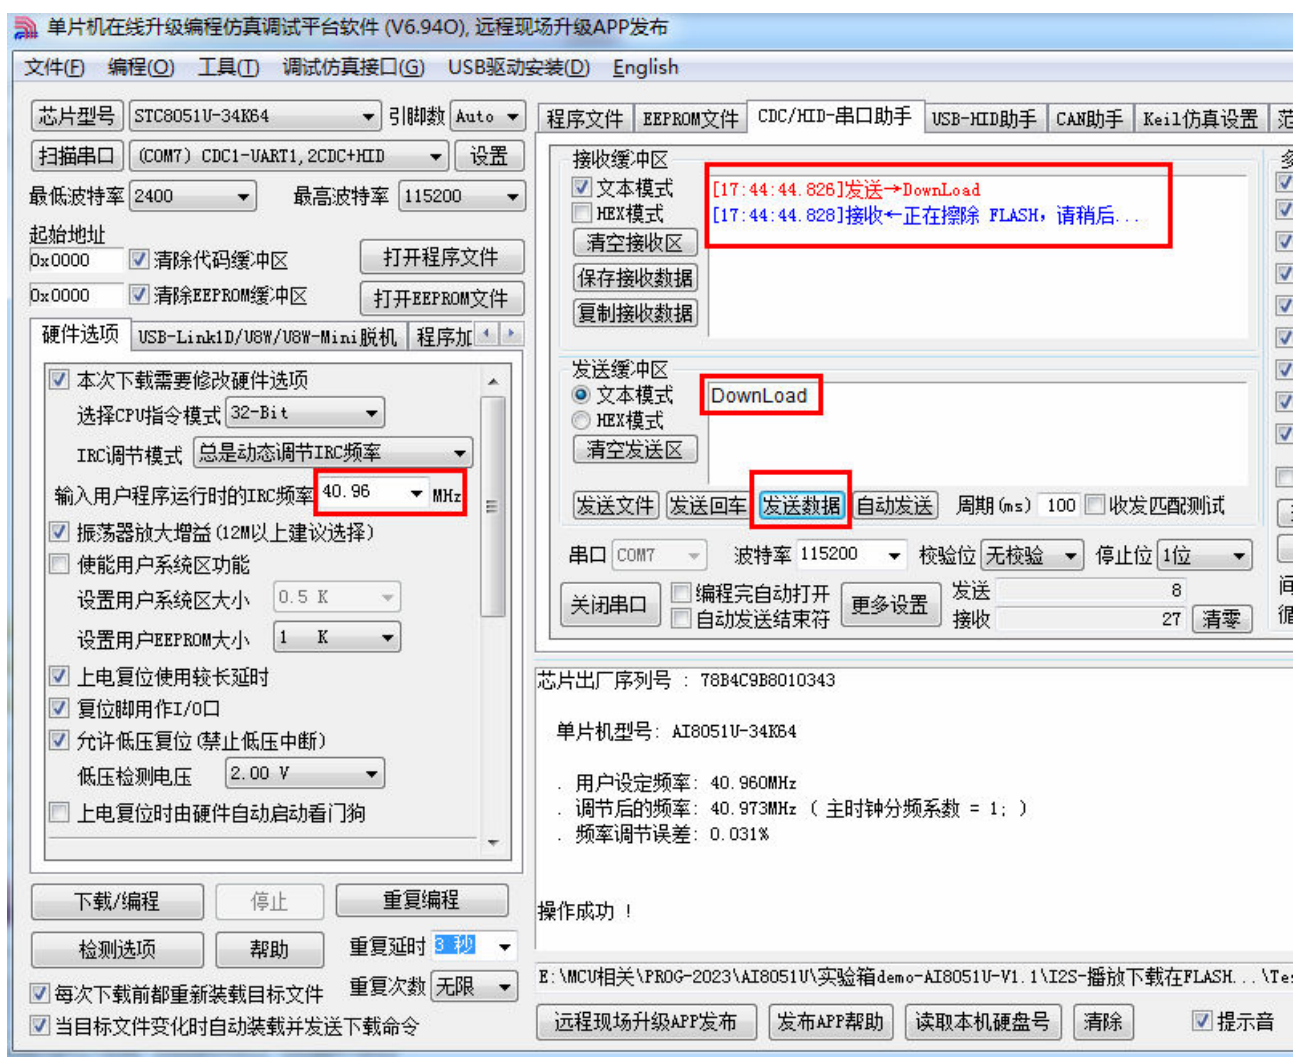 单片机在线升级编程仿真调试平台软件 (V6.94O), 远程现场升级APP发布
文件(F) 编程(O) 工具(T) 调试仿真接口(G) USB驱动安装(D) English
芯片型号 STC8051U-34K64 引脚数 Auto
扫描串口 (COM7) CDC1-UART1,2CDC+HID 设置
最低波特率 2400 最高波特率 115200
起始地址
0x0000 清除代码缓冲区 打开程序文件
0x0000 清除EEPROM缓冲区 打开EEPROM文件
硬件选项 USB-Link1D/U8W/U8W-Mini脱机 程序加
本次下载需要修改硬件选项
选择CPU指令模式 32-Bit
IRC调节模式 总是动态调节IRC频率
输入用户程序运行时的IRC频率 40.96 MHz
振荡器放大增益(12M以上建议选择)
使能用户系统区功能
设置用户系统区大小 0.5 K
设置用户EEPROM大小 1 K
上电复位使用较长延时
复位脚用作I/O口
允许低压复位(禁止低压中断)
低压检测电压 2.00 V
上电复位时由硬件自动启动看门狗
下载/编程 停止 重复编程
检测选项 帮助 重复延时 3 秒
每次下载前都重新装载目标文件 重复次数 无限
当目标文件变化时自动装载并发送下载命令
程序文件 EEPROM文件 CDC/HID-串口助手 USB-HID助手 CAN助手 Keil仿真设置 范
接收缓冲区
文本模式
HEX模式
清空接收区
保存接收数据
复制接收数据
[17:44:44.826]发送→DownLoad
[17:44:44.828]接收←正在擦除 FLASH, 请稍后...
发送缓冲区
文本模式
HEX模式
清空发送区
DownLoad
发送文件 发送回车 发送数据 自动发送 周期(ms) 100 收发匹配测试
串口 COM7 波特率 115200 校验位 无校验 停止位 1位
关闭串口 编程完自动打开 更多设置 发送 8
自动发送结束符 接收 27 清零
多
间
循
芯片出厂序列号 : 78B4C9B8010343
单片机型号: AI8051U-34K64
. 用户设定频率: 40.960MHz
. 调节后的频率: 40.973MHz ( 主时钟分频系数 = 1; )
. 频率调节误差: 0.031%
操作成功 !
E:\MCU相关\PROG-2023\AI8051U\实验箱demo-AI8051U-V1.1\I2S-播放下载在FLASH...\Tes
远程现场升级APP发布 发布APP帮助 读取本机硬盘号 清除 提示音